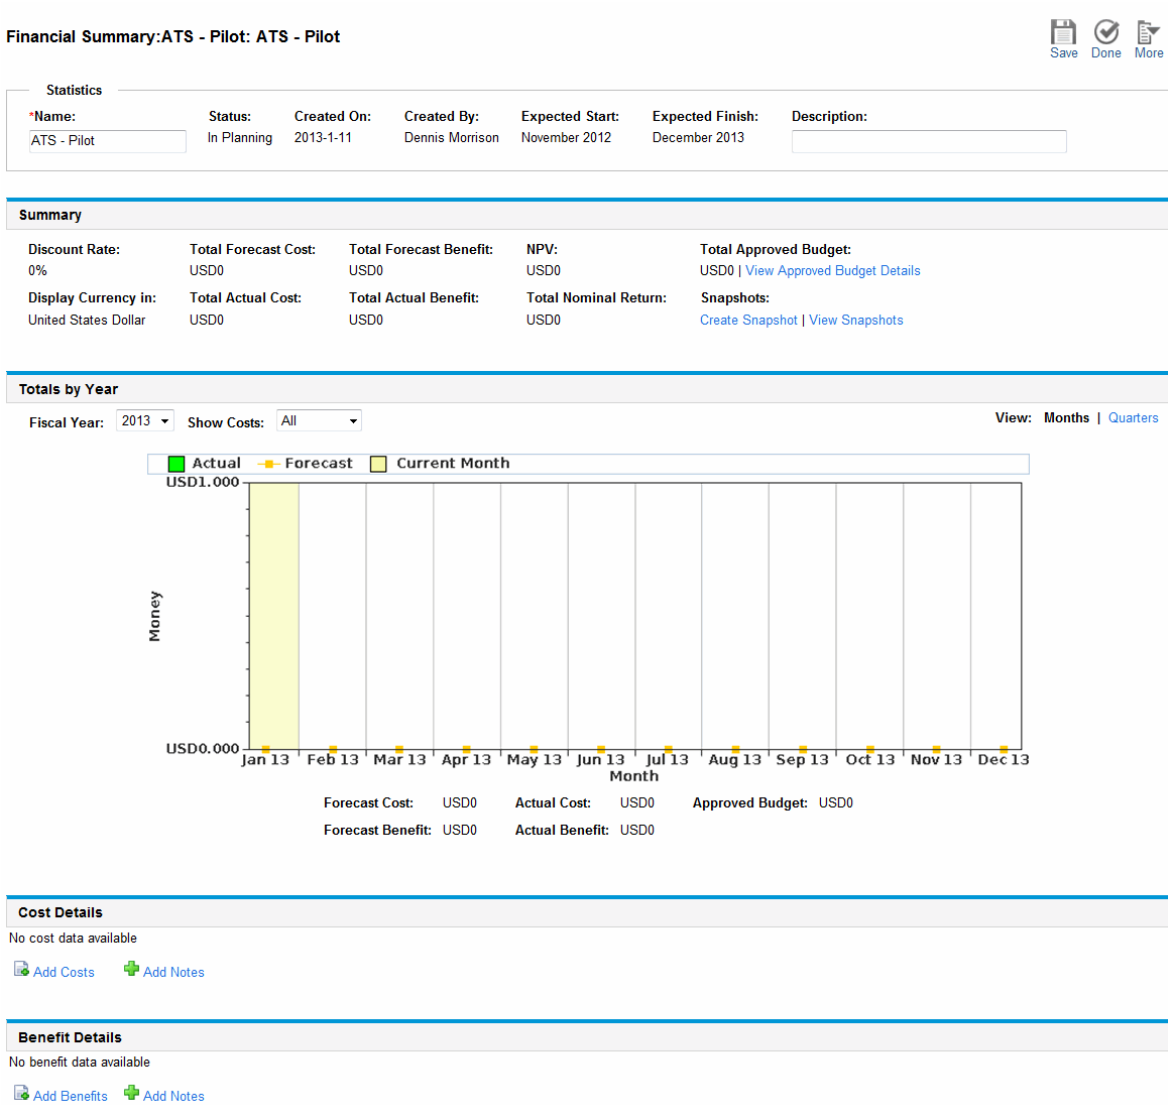 Financial Summary:ATS - Pilot: ATS - Pilot
Save Done More
Statistics
*Name: Status: Created On: Created By: Expected Start: Expected Finish: Description:
ATS - Pilot In Planning 2013-1-11 Dennis Morrison November 2012 December 2013
Summary
Discount Rate: Total Forecast Cost: Total Forecast Benefit: NPV: Total Approved Budget:
0% USD0 USD0 USD0 USD0 | View Approved Budget Details
Display Currency in: Total Actual Cost: Total Actual Benefit: Total Nominal Return: Snapshots:
United States Dollar USD0 USD0 USD0 Create Snapshot | View Snapshots
Totals by Year
Fiscal Year: 2013 Show Costs: All View: Months | Quarters
Actual Forecast Current Month
USD1.000
Money
USD0.000
Jan 13 Feb 13 Mar 13 Apr 13 May 13 Jun 13 Jul 13 Aug 13 Sep 13 Oct 13 Nov 13 Dec 13
Month
Forecast Cost: USD0 Actual Cost: USD0 Approved Budget: USD0
Forecast Benefit: USD0 Actual Benefit: USD0
Cost Details
No cost data available
Add Costs Add Notes
Benefit Details
No benefit data available
Add Benefits Add Notes